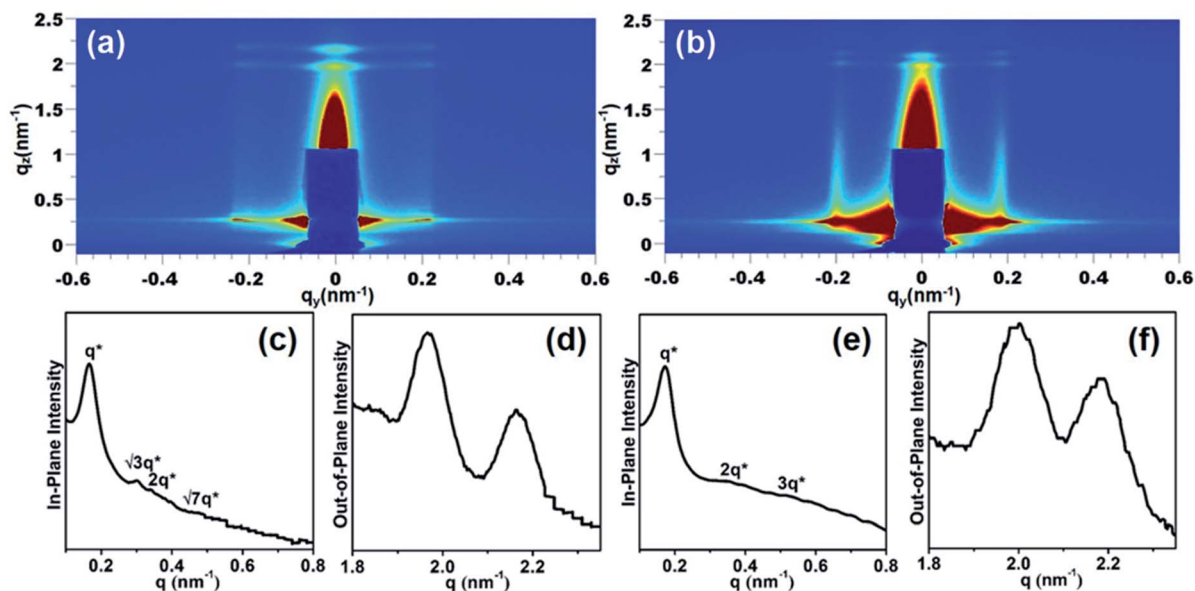 (a)
2.5
2
1.5
1
0.5
0
q_z(nm⁻¹)
-0.6 -0.4 -0.2 0 0.2 0.4 0.6
q_y(nm⁻¹)
(b)
2.5
2
1.5
1
0.5
0
q_z(nm⁻¹)
-0.6 -0.4 -0.2 0 0.2 0.4 0.6
q_y(nm⁻¹)
(c)
In-Plane Intensity
q*
√3q*
2q*
√7q*
0.2 0.4 0.6 0.8
q (nm⁻¹)
(d)
Out-of-Plane Intensity
1.8 2.0 2.2
q (nm⁻¹)
(e)
In-Plane Intensity
q*
2q*
3q*
0.2 0.4 0.6 0.8
q (nm⁻¹)
(f)
Out-of-Plane Intensity
1.8 2.0 2.2
q (nm⁻¹)